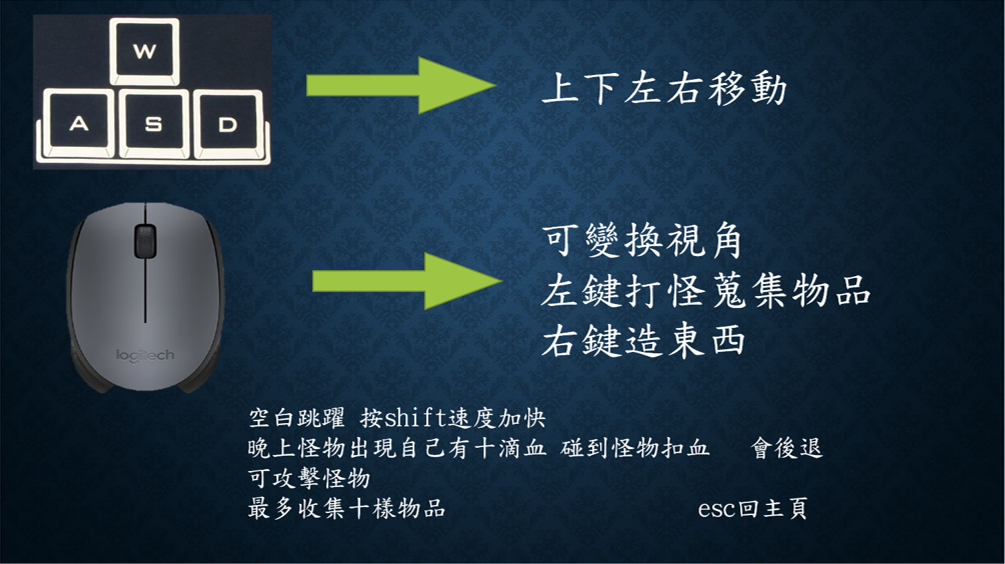 W
A S D
上下左右移動
可變換視角
左鍵打怪蒐集物品
右鍵造東西
logitech
空白跳躍 按shift速度加快
晚上怪物出現自己有十滴血 碰到怪物扣血 會後退
可攻擊怪物
最多收集十樣物品 esc回主頁